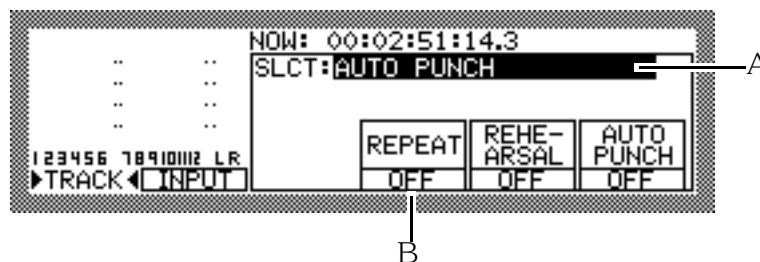 NOW: 00:02:51:14.3
SLCT:AUTO PUNCH
A
REPEAT
REHE-
ARSAL
AUTO
PUNCH
123456 789101112 LR
▶TRACK◀ INPUT
OFF
OFF
OFF
B